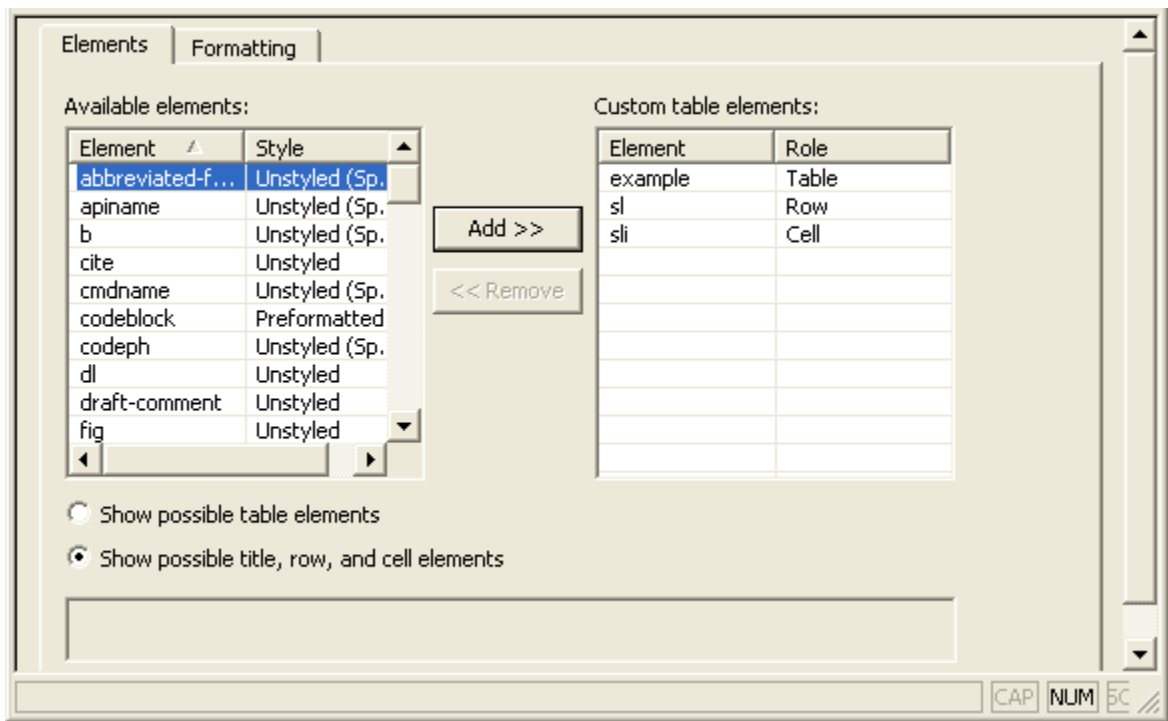 Elements Formatting
Available elements: Custom table elements:
Element Style Element Role
abbreviated-f... Unstyled (Sp. example Table
apiname Unstyled (Sp. sl Row
b Unstyled (Sp. Add >> sli Cell
cite Unstyled
cmdname Unstyled (Sp. << Remove
codeblock Preformatted
codeph Unstyled (Sp.
dl Unstyled
draft-comment Unstyled
fig Unstyled
Show possible table elements
Show possible title, row, and cell elements
CAP NUM